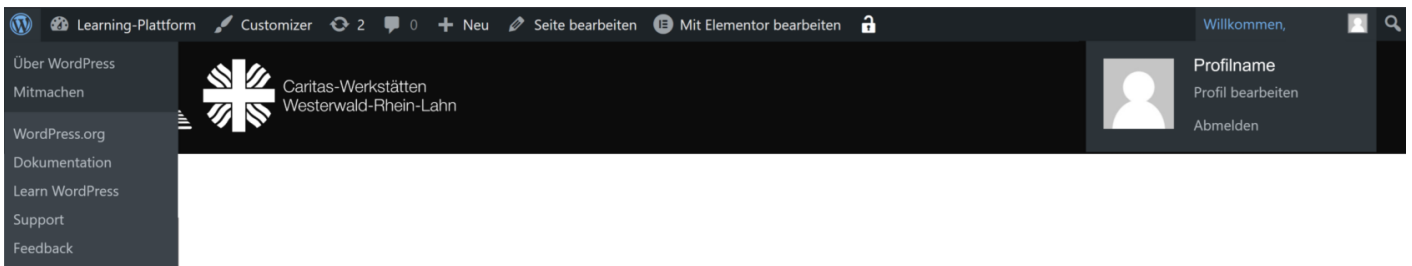 Learning-Plattform Customizer 2 0 Neu Seite bearbeiten Mit Elementor bearbeiten Willkommen,
Über WordPress
Mitmachen
WordPress.org
Dokumentation
Learn WordPress
Support
Feedback
Caritas-Werkstätten
Westerwald-Rhein-Lahn
Profilname
Profil bearbeiten
Abmelden